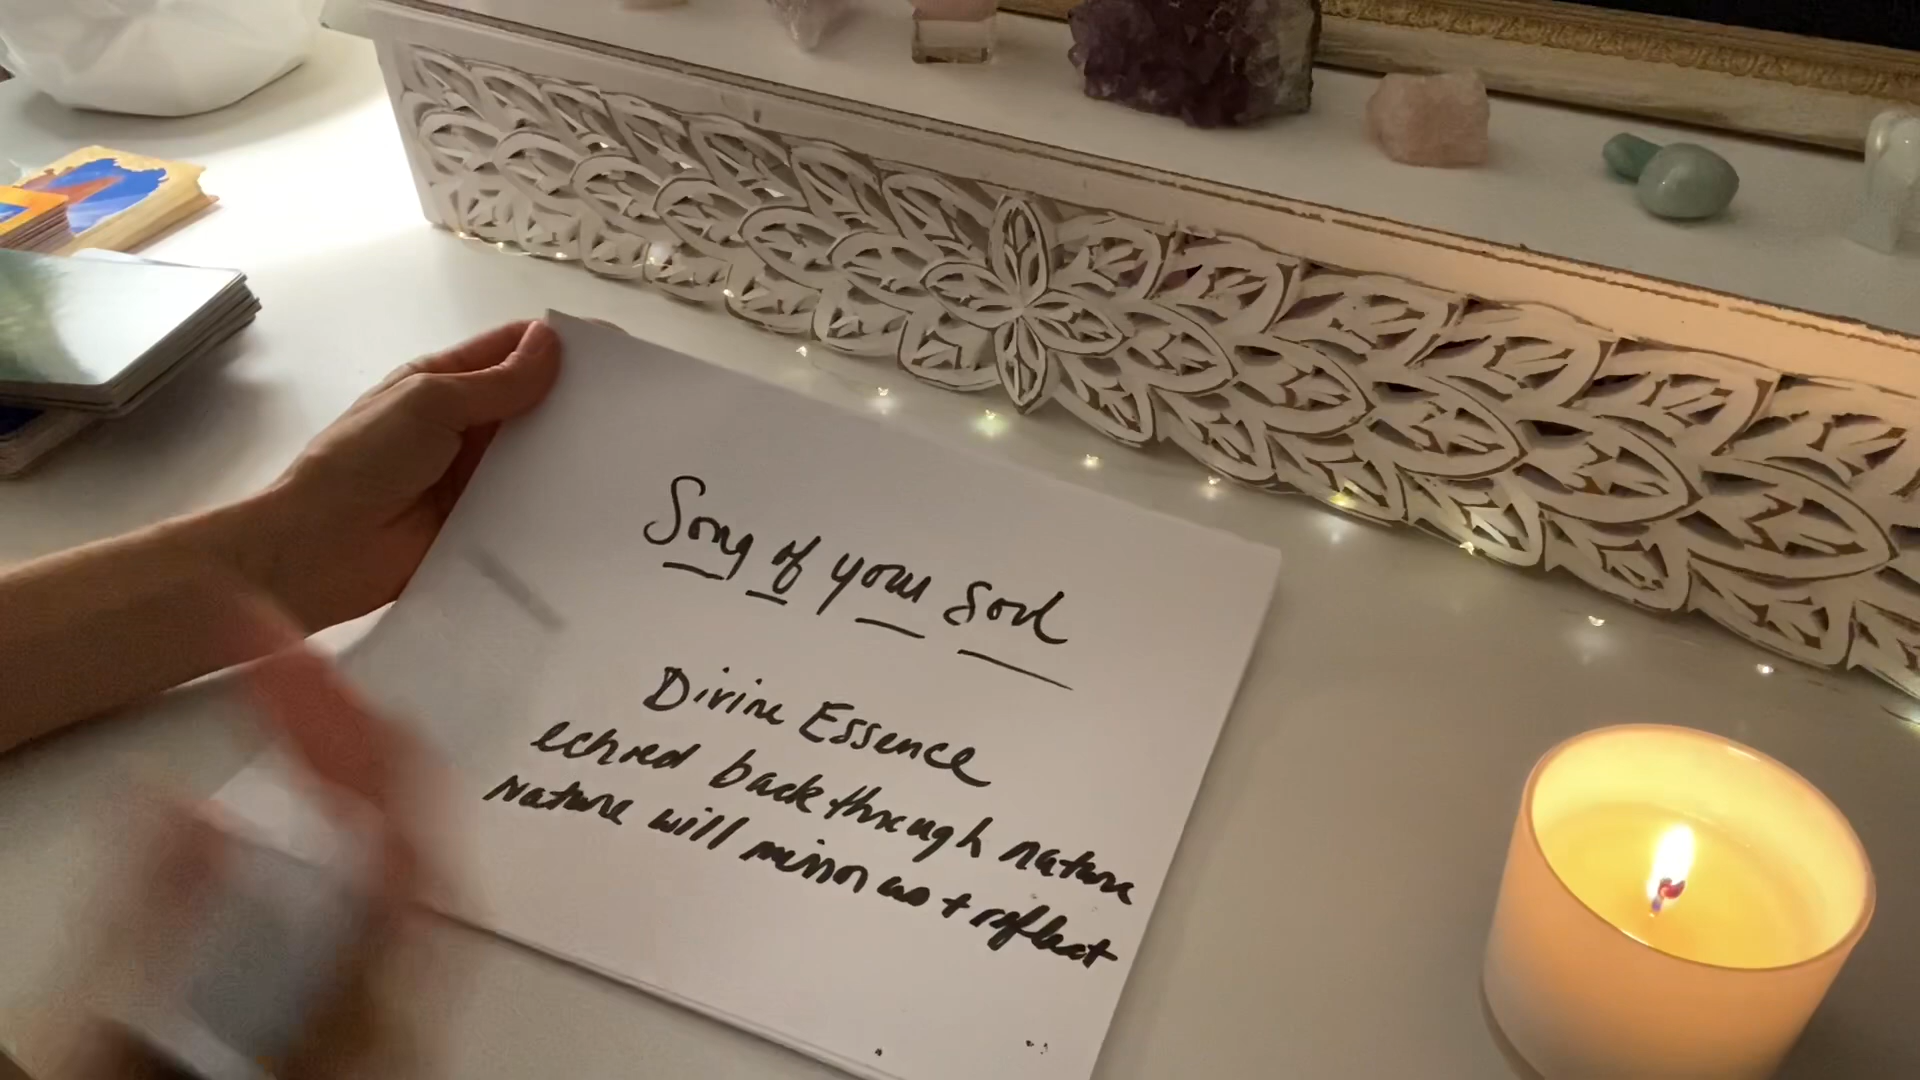 Song of your Soul
Divine Essence
echoed back through nature
Nature will mirror us + reflect